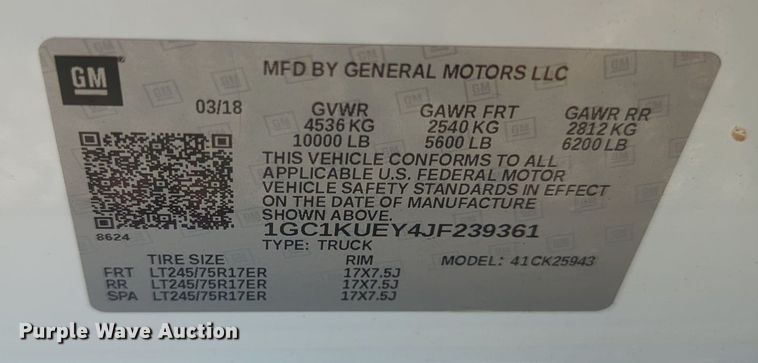 GM
MFD BY GENERAL MOTORS LLC
03/18 GVWR GAWR FRT GAWR RR
4536 KG 2540 KG 2812 KG
10000 LB 5600 LB 6200 LB
THIS VEHICLE CONFORMS TO ALL
APPLICABLE U.S. FEDERAL MOTOR
VEHICLE SAFETY STANDARDS IN EFFECT
ON THE DATE OF MANUFACTURE
SHOWN ABOVE.
8624
1GC1KUEY4JF239361
TYPE: TRUCK
TIRE SIZE RIM MODEL: 41CK25943
FRT LT245/75R17ER 17X7.5J
RR LT245/75R17ER 17X7.5J
SPA LT245/75R17ER 17X7.5J
Purple Wave Auction